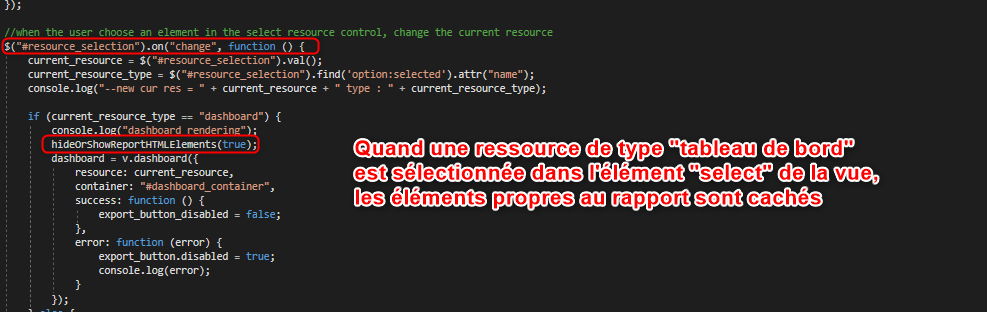 });
//when the user choose an element in the select resource control, change the current resource
$("#resource_selection").on("change", function () {
current_resource = $("#resource_selection").val();
current_resource_type = $("#resource_selection").find('option:selected').attr("name");
console.log("--new cur res = " + current_resource + " type : " + current_resource_type);
if (current_resource_type == "dashboard") {
console.log("dashboard rendering");
hideOrShowReportHTMLElements(true);
dashboard = v.dashboard({
resource: current_resource,
container: "#dashboard_container",
success: function () {
export_button_disabled = false;
},
error: function (error) {
export_button.disabled = true;
console.log(error);
}
});
} else {
Quand une ressource de type "tableau de bord"
est sélectionnée dans l'élément "select" de la vue,
les éléments propres au rapport sont cachés